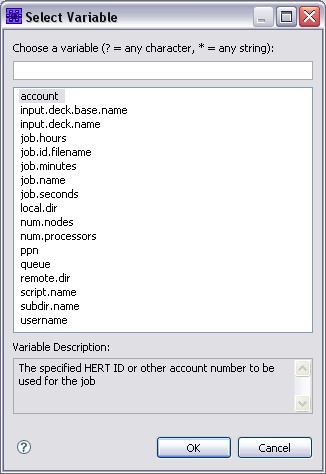 Select Variable
Choose a variable (? = any character, * = any string):
account
input.deck.base.name
input.deck.name
job.hours
job.id.filename
job.minutes
job.name
job.seconds
local.dir
num.nodes
num.processors
ppn
queue
remote.dir
script.name
subdir.name
username
Variable Description:
The specified HERT ID or other account number to be
used for the job
?
OK Cancel